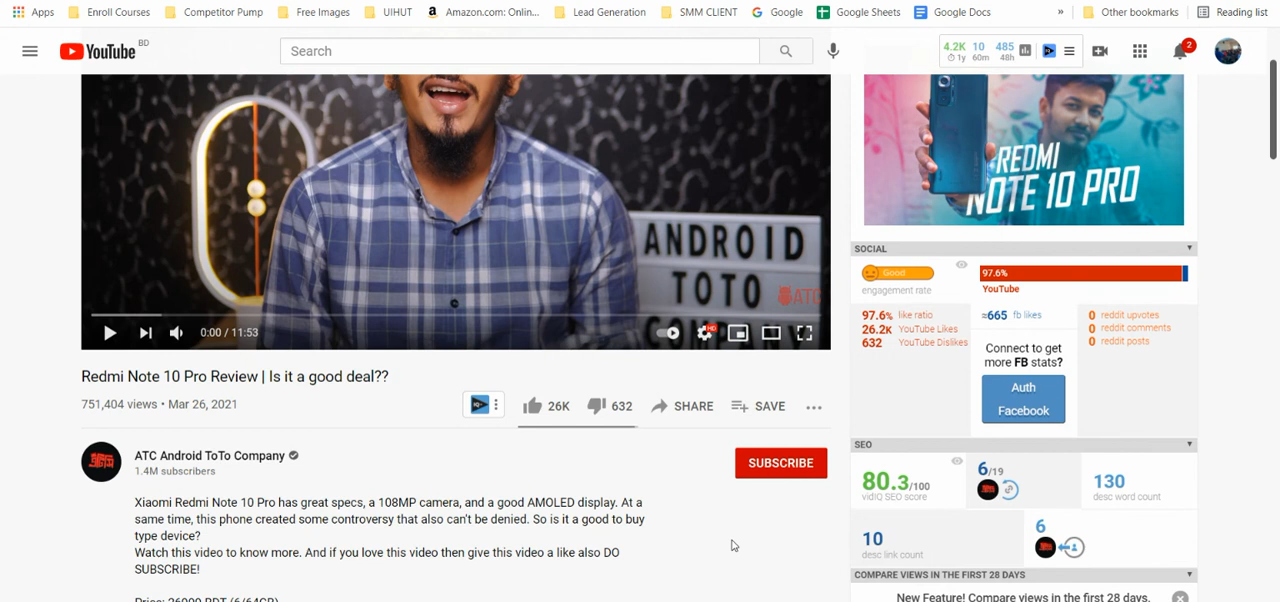 Apps Enroll Courses Competitor Pump Free Images UIHUT Amazon.com: Onlin... Lead Generation SMM CLIENT Google Google Sheets Google Docs » Other bookmarks Reading list
YouTube BD
Search
4.2K 10 485
1y 60m 48h
2
REDMI
NOTE 10 PRO
ANDROID
TOTO
COMPANY
ATC
0:00 / 11:53
HD
Redmi Note 10 Pro Review | Is it a good deal??
751,404 views • Mar 26, 2021
26K 632 SHARE SAVE
ATC Android ToTo Company
1.4M subscribers
SUBSCRIBE
Xiaomi Redmi Note 10 Pro has great specs, a 108MP camera, and a good AMOLED display. At a
same time, this phone created some controversy that also can't be denied. So is it a good to buy
type device?
Watch this video to know more. And if you love this video then give this video a like also DO
SUBSCRIBE!
Price: 26999 BDT (6/64GB)
SOCIAL
Good
engagement rate
97.6%
YouTube
97.6% like ratio
26.2K YouTube Likes
632 YouTube Dislikes
≈665 fb likes
Connect to get
more FB stats?
Auth
Facebook
0 reddit upvotes
0 reddit comments
0 reddit posts
SEO
80.3/100
vidIQ SEO score
6/19
130
desc word count
10
desc link count
6
COMPARE VIEWS IN THE FIRST 28 DAYS
New Feature! Compare views in the first 28 days.